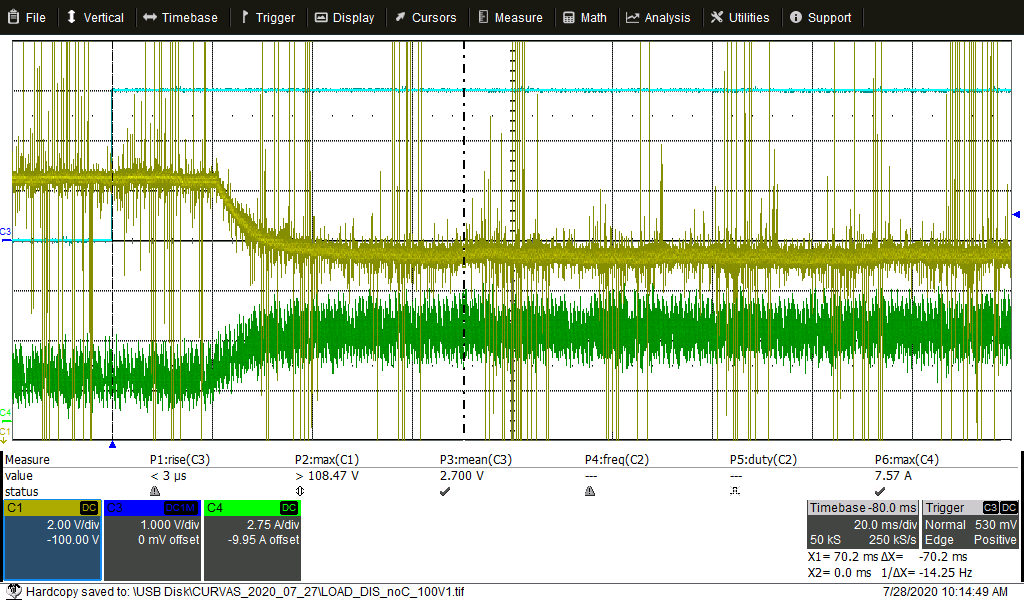 File Vertical Timebase Trigger Display Cursors Measure Math Analysis Utilities Support
C3
C4
C1
Measure P1:rise(C3) P2:max(C1) P3:mean(C3) P4:freq(C2) P5:duty(C2) P6:max(C4)
value < 3 µs > 108.47 V 2.700 V --- --- 7.57 A
status
C1 DC C3 DC1M C4 DC Timebase -80.0 ms Trigger C3 DC
2.00 V/div 1.000 V/div 2.75 A/div 20.0 ms/div Normal 530 mV
-100.00 V 0 mV offset -9.95 A offset 50 kS 250 kS/s Edge Positive
X1= 70.2 ms ΔX= -70.2 ms
X2= 0.0 ms 1/ΔX= -14.25 Hz
Hardcopy saved to: \USB Disk\CURVAS_2020_07_27\LOAD_DIS_noC_100V1.tif 7/28/2020 10:14:49 AM